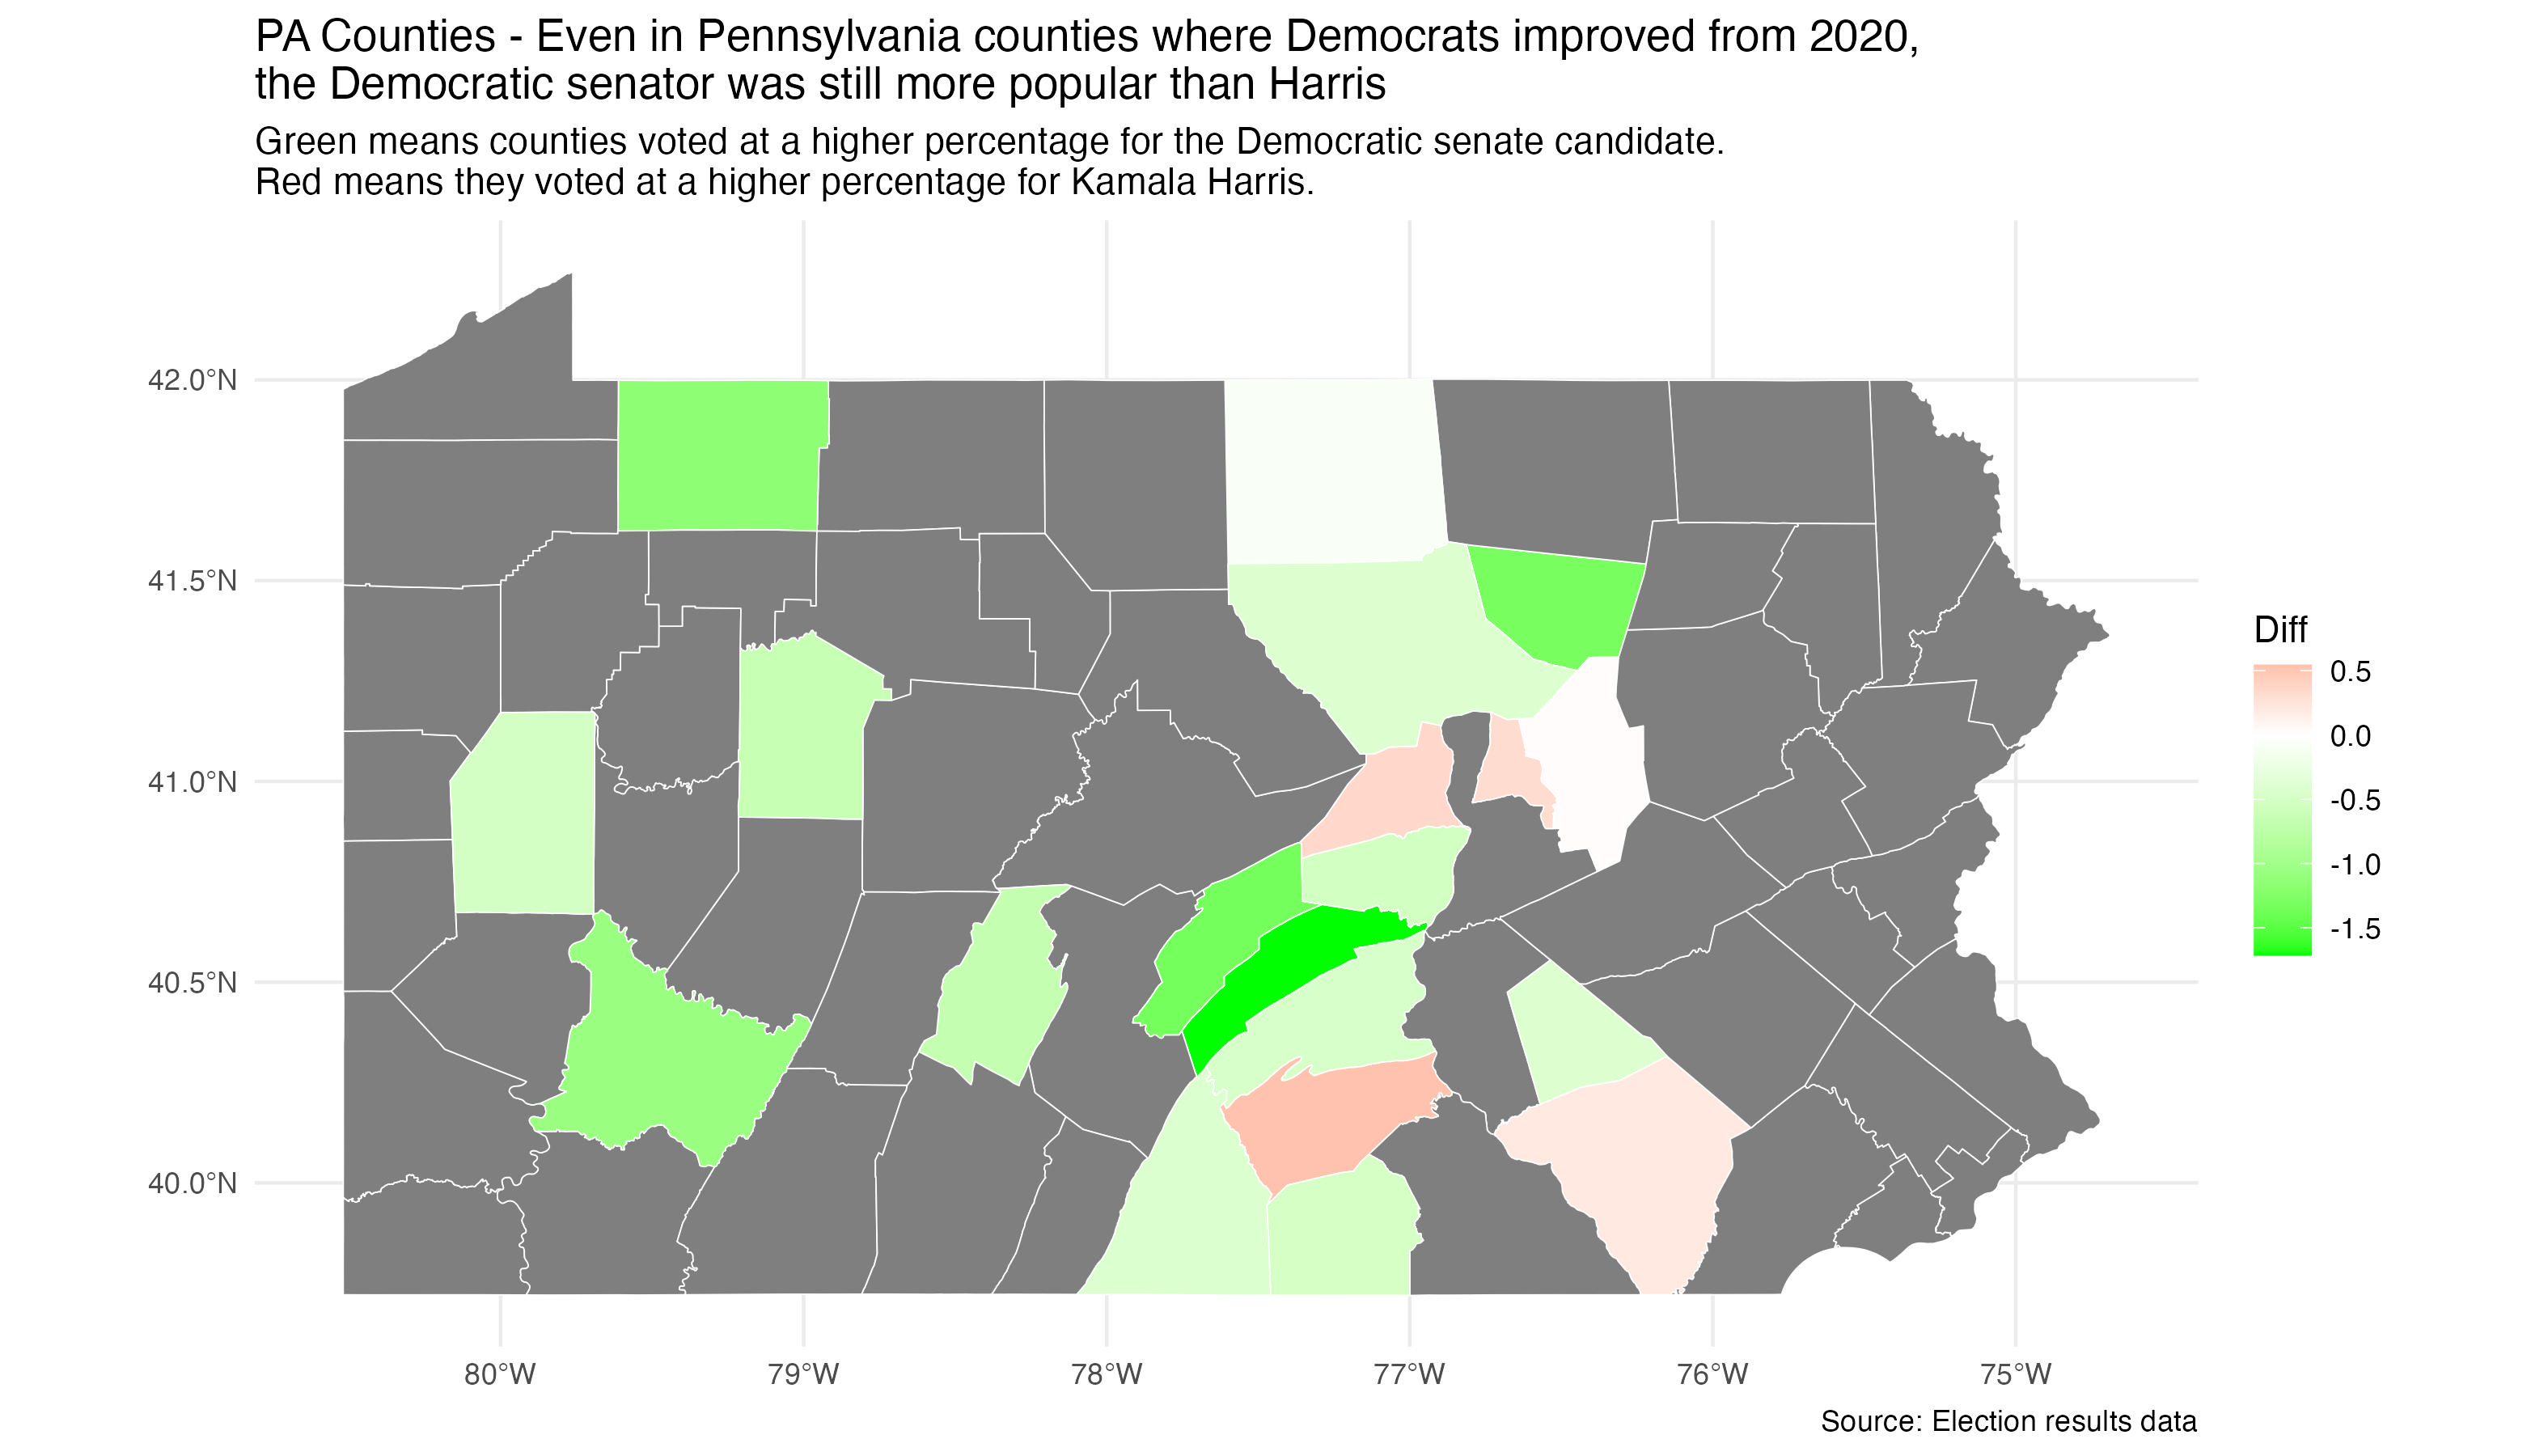 PA Counties - Even in Pennsylvania counties where Democrats improved from 2020,
the Democratic senator was still more popular than Harris
Green means counties voted at a higher percentage for the Democratic senate candidate.
Red means they voted at a higher percentage for Kamala Harris.
42.0°N
41.5°N
41.0°N
40.5°N
40.0°N
80°W
79°W
78°W
77°W
76°W
75°W
Diff
0.5
0.0
-0.5
-1.0
-1.5
Source: Election results data